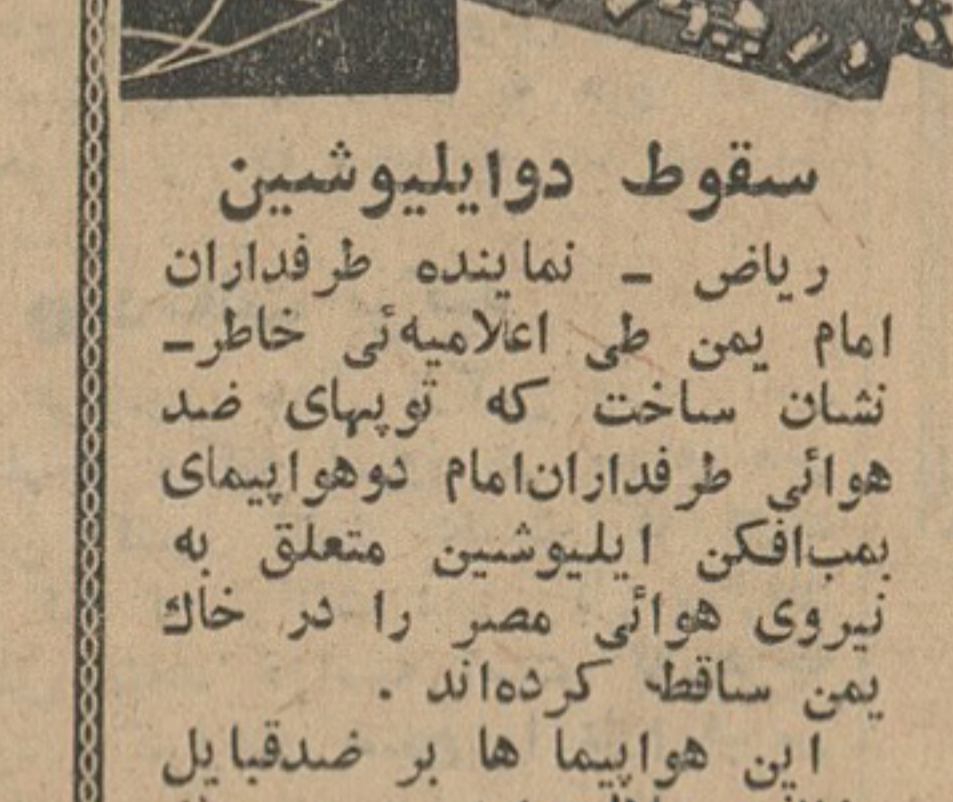 سقوط دوایلیوشین
ریاض ـ نماینده طرفداران
امام یمن طی اعلامیه‌ئی خاطرـ
نشان ساخت که توپهای ضد
هوائی طرفداران‌امام دوهواپیمای
بمب‌افکن ایلیوشین متعلق به
نیروی هوائی مصر را در خاك
یمن ساقط کرده‌اند .
این هواپیما ها بر ضدقبایل